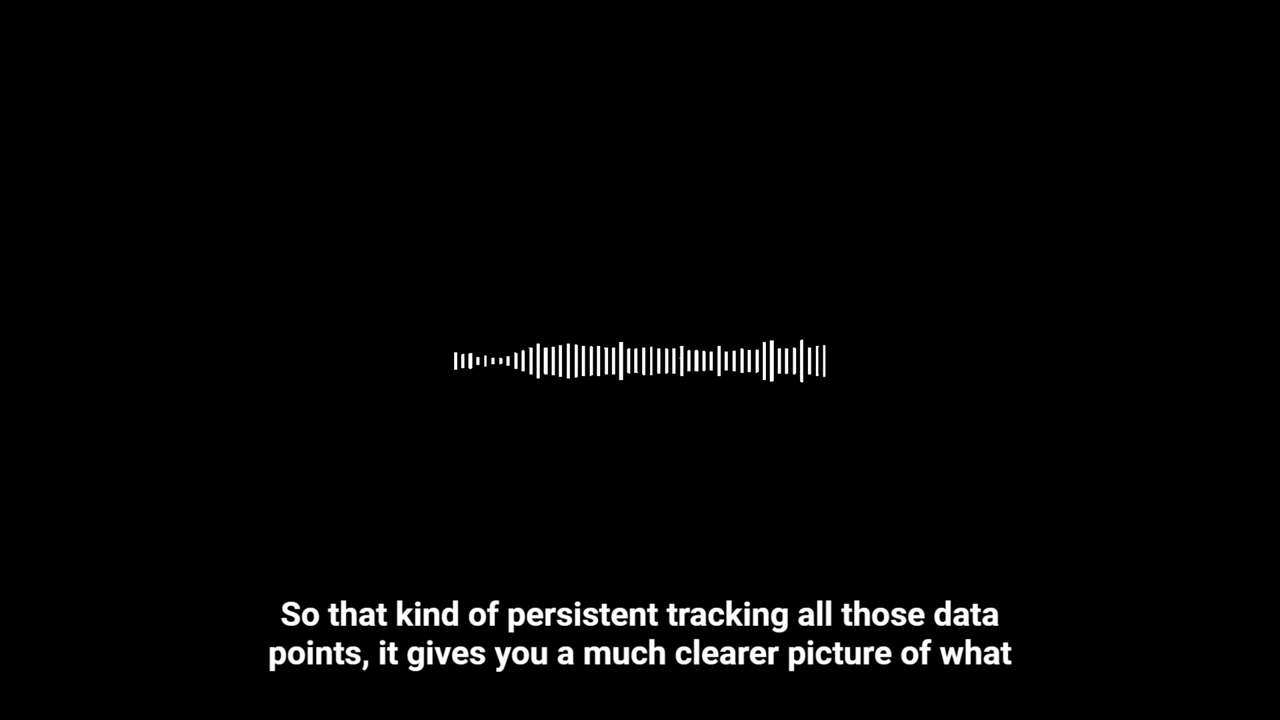 So that kind of persistent tracking all those data
points, it gives you a much clearer picture of what